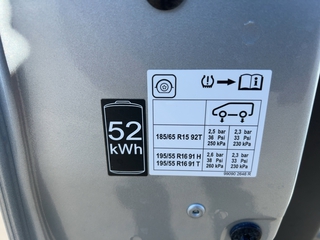 52
kWh
185/65 R15 92T
2,5 bar
36 Psi
250 kPa
2,3 bar
33 Psi
230 kPa
195/55 R16 91 H
195/55 R16 91 T
2,6 bar
38 Psi
260 kPa
2,3 bar
33 Psi
230 kPa